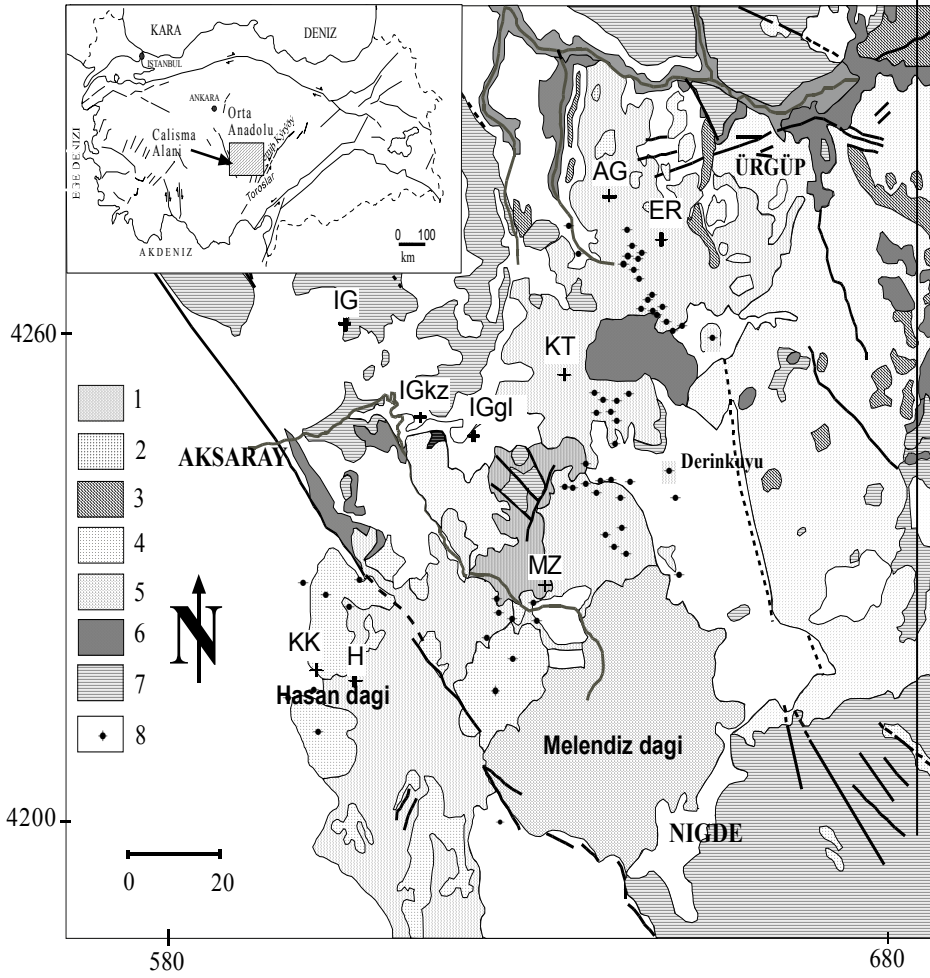 KARA
DENIZ
ISTANBUL
ANKARA
Orta
Anadolu
Calisma
Alani
Toroslar
AKDENIZ
0 100
km
AG
ÜRGÜP
ER
IG
4260
KT
IGkz
IGgl
AKSARAY
Derinkuyu
1
2
3
4
5
6
7
8
N
MZ
KK
H
Hasan dagi
Melendiz dagi
4200
NIGDE
0 20
580
680